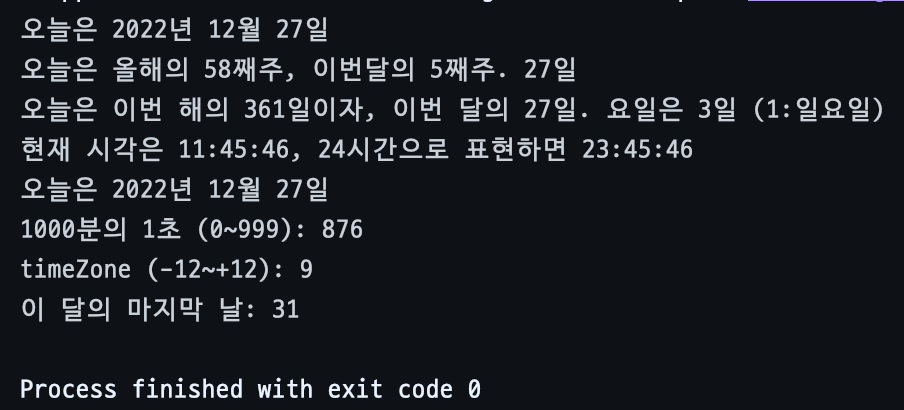 오늘은 2022년 12월 27일
오늘은 올해의 58째주, 이번달의 5째주. 27일
오늘은 이번 해의 361일이자, 이번 달의 27일. 요일은 3일 (1:일요일)
현재 시각은 11:45:46, 24시간으로 표현하면 23:45:46
오늘은 2022년 12월 27일
1000분의 1초 (0~999): 876
timeZone (-12~+12): 9
이 달의 마지막 날: 31
Process finished with exit code 0